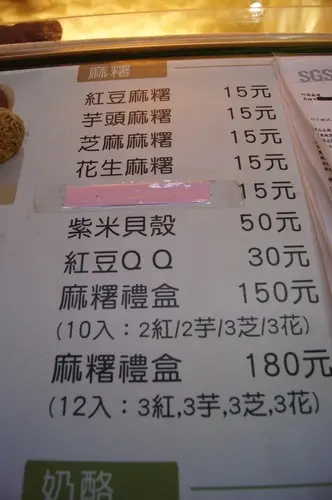 麻糬
紅豆麻糬 15元
芋頭麻糬 15元
芝麻麻糬 15元
花生麻糬 15元
15元
紫米貝殼 50元
紅豆QQ 30元
麻糬禮盒 150元
(10入：2紅/2芋/3芝/3花)
麻糬禮盒 180元
(12入：3紅,3芋,3芝,3花)
奶酪
SGS